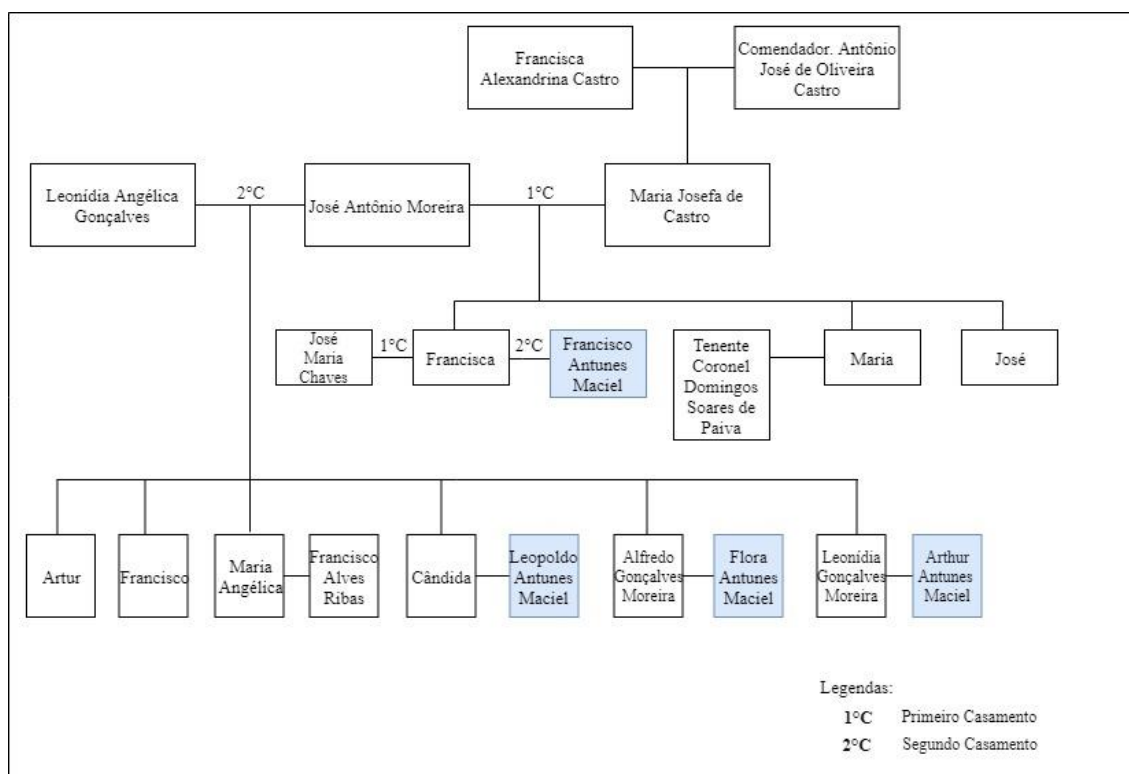 Francisca
Alexandrina Castro
Comendador. Antônio
José de Oliveira
Castro
Leonídia Angélica
Gonçalves
2°C
José Antônio Moreira
1°C
Maria Josefa de
Castro
José
Maria
Chaves
1°C
Francisca
2°C
Francisco
Antunes
Maciel
Tenente
Coronel
Domingos
Soares de
Paiva
Maria
José
Artur
Francisco
Maria
Angélica
Francisco
Alves
Ribas
Cândida
Leopoldo
Antunes
Maciel
Alfredo
Gonçalves
Moreira
Flora
Antunes
Maciel
Leonídia
Gonçalves
Moreira
Arthur
Antunes
Maciel
Legendas:
1°C Primeiro Casamento
2°C Segundo Casamento